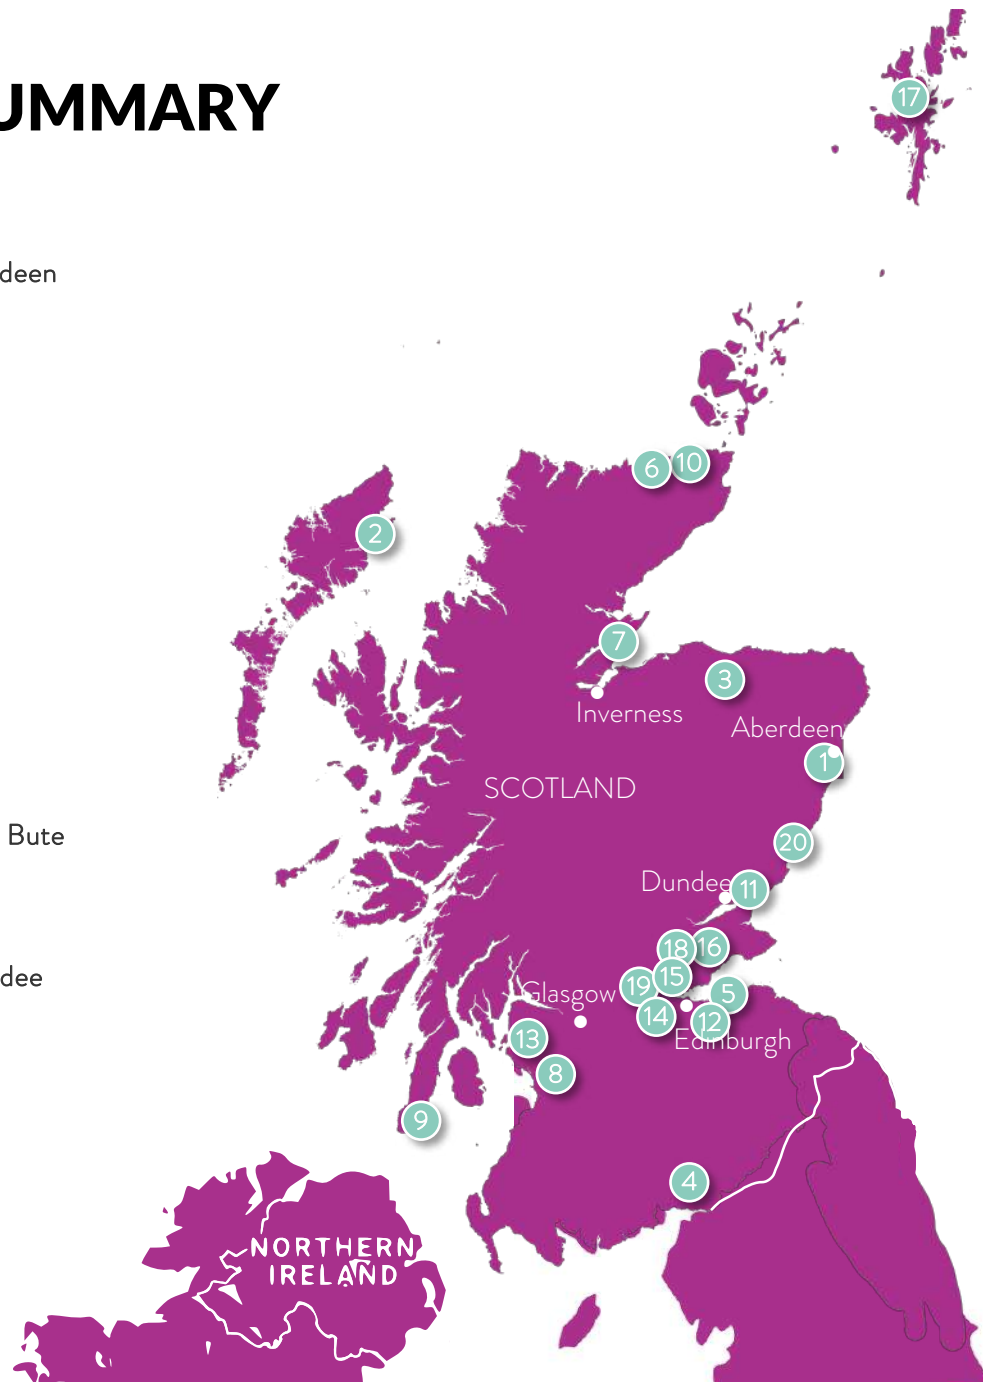 UMMARY
17
deen
6 10
2
7
3
Inverness
Aberdeen
1
SCOTLAND
Bute
20
Dundee 11
18 16
dee
15
19
5
Glasgow
14
12
Edinburgh
13
8
9
4
NORTHERN
IRELAND